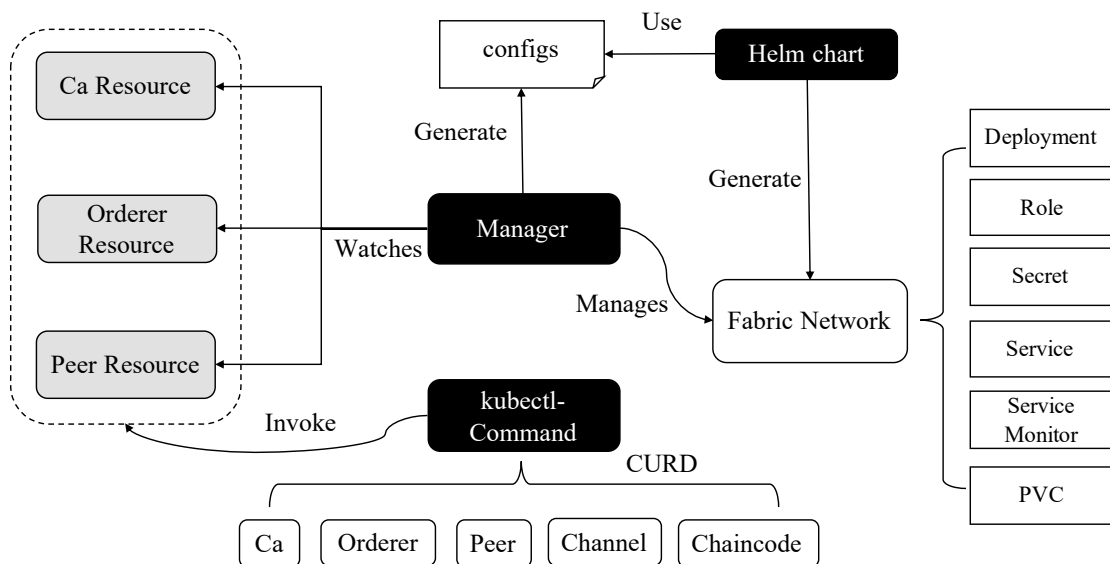 Use
configs
Helm chart
Ca Resource
Generate
Deployment
Generate
Role
Orderer
Resource
Manager
Watches
Secret
Manages
Fabric Network
Service
Peer Resource
kubectl-
Command
Invoke
Service
Monitor
CURD
PVC
Ca
Orderer
Peer
Channel
Chaincode